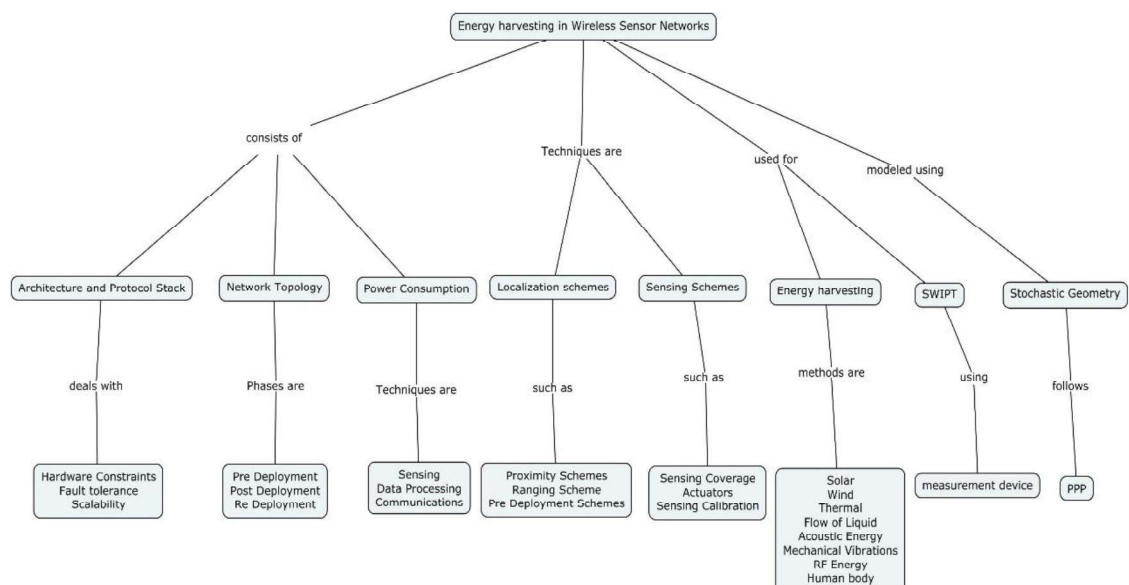 Energy harvesting in Wireless Sensor Networks
consists of
Techniques are
used for
modeled using
Architecture and Protocol Stack
Network Topology
Power Consumption
Localization schemes
Sensing Schemes
Energy harvesting
SWIPT
Stochastic Geometry
deals with
Phases are
Techniques are
such as
such as
methods are
using
follows
Hardware Constraints
Fault tolerance
Scalability
Pre Deployment
Post Deployment
Re Deployment
Sensing
Data Processing
Communications
Proximity Schemes
Ranging Scheme
Pre Deployment Schemes
Sensing Coverage
Actuators
Sensing Calibration
Solar
Wind
Thermal
Flow of Liquid
Acoustic Energy
Mechanical Vibrations
RF Energy
Human body
measurement device
PPP